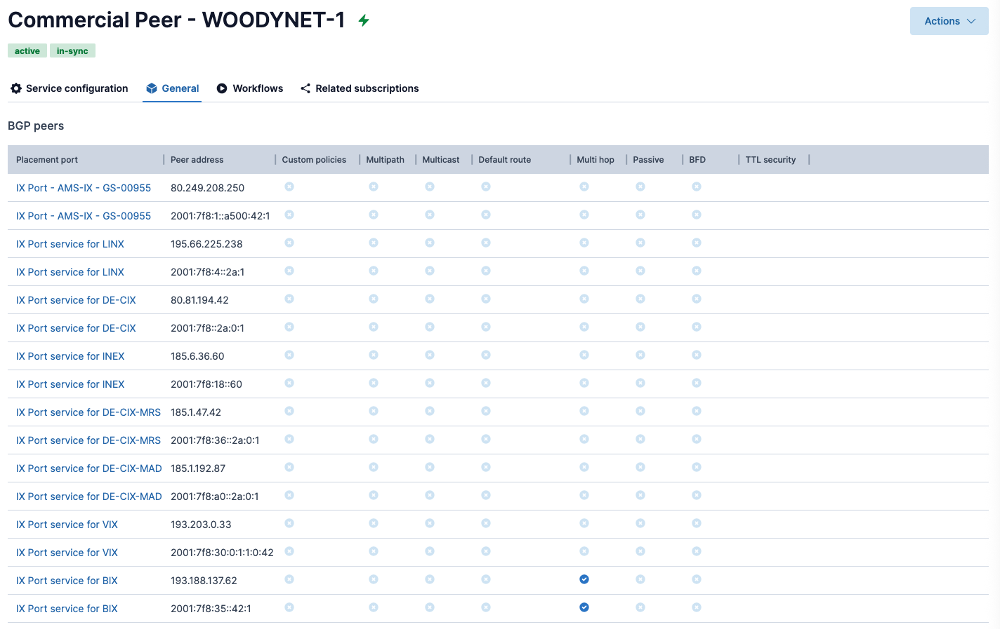 Commercial Peer - WOODYNET-1
Actions
active in-sync
Service configuration General Workflows Related subscriptions
BGP peers
Placement port Peer address Custom policies Multipath Multicast Default route Multi hop Passive BFD TTL security
IX Port - AMS-IX - GS-00955 80.249.208.250
IX Port - AMS-IX - GS-00955 2001:7f8:1::a500:42:1
IX Port service for LINX 195.66.225.238
IX Port service for LINX 2001:7f8:4::2a:1
IX Port service for DE-CIX 80.81.194.42
IX Port service for DE-CIX 2001:7f8::2a:0:1
IX Port service for INEX 185.6.36.60
IX Port service for INEX 2001:7f8:18::60
IX Port service for DE-CIX-MRS 185.1.47.42
IX Port service for DE-CIX-MRS 2001:7f8:36::2a:0:1
IX Port service for DE-CIX-MAD 185.1.192.87
IX Port service for DE-CIX-MAD 2001:7f8:a0::2a:0:1
IX Port service for VIX 193.203.0.33
IX Port service for VIX 2001:7f8:30:0:1:1:0:42
IX Port service for BIX 193.188.137.62
IX Port service for BIX 2001:7f8:35::42:1